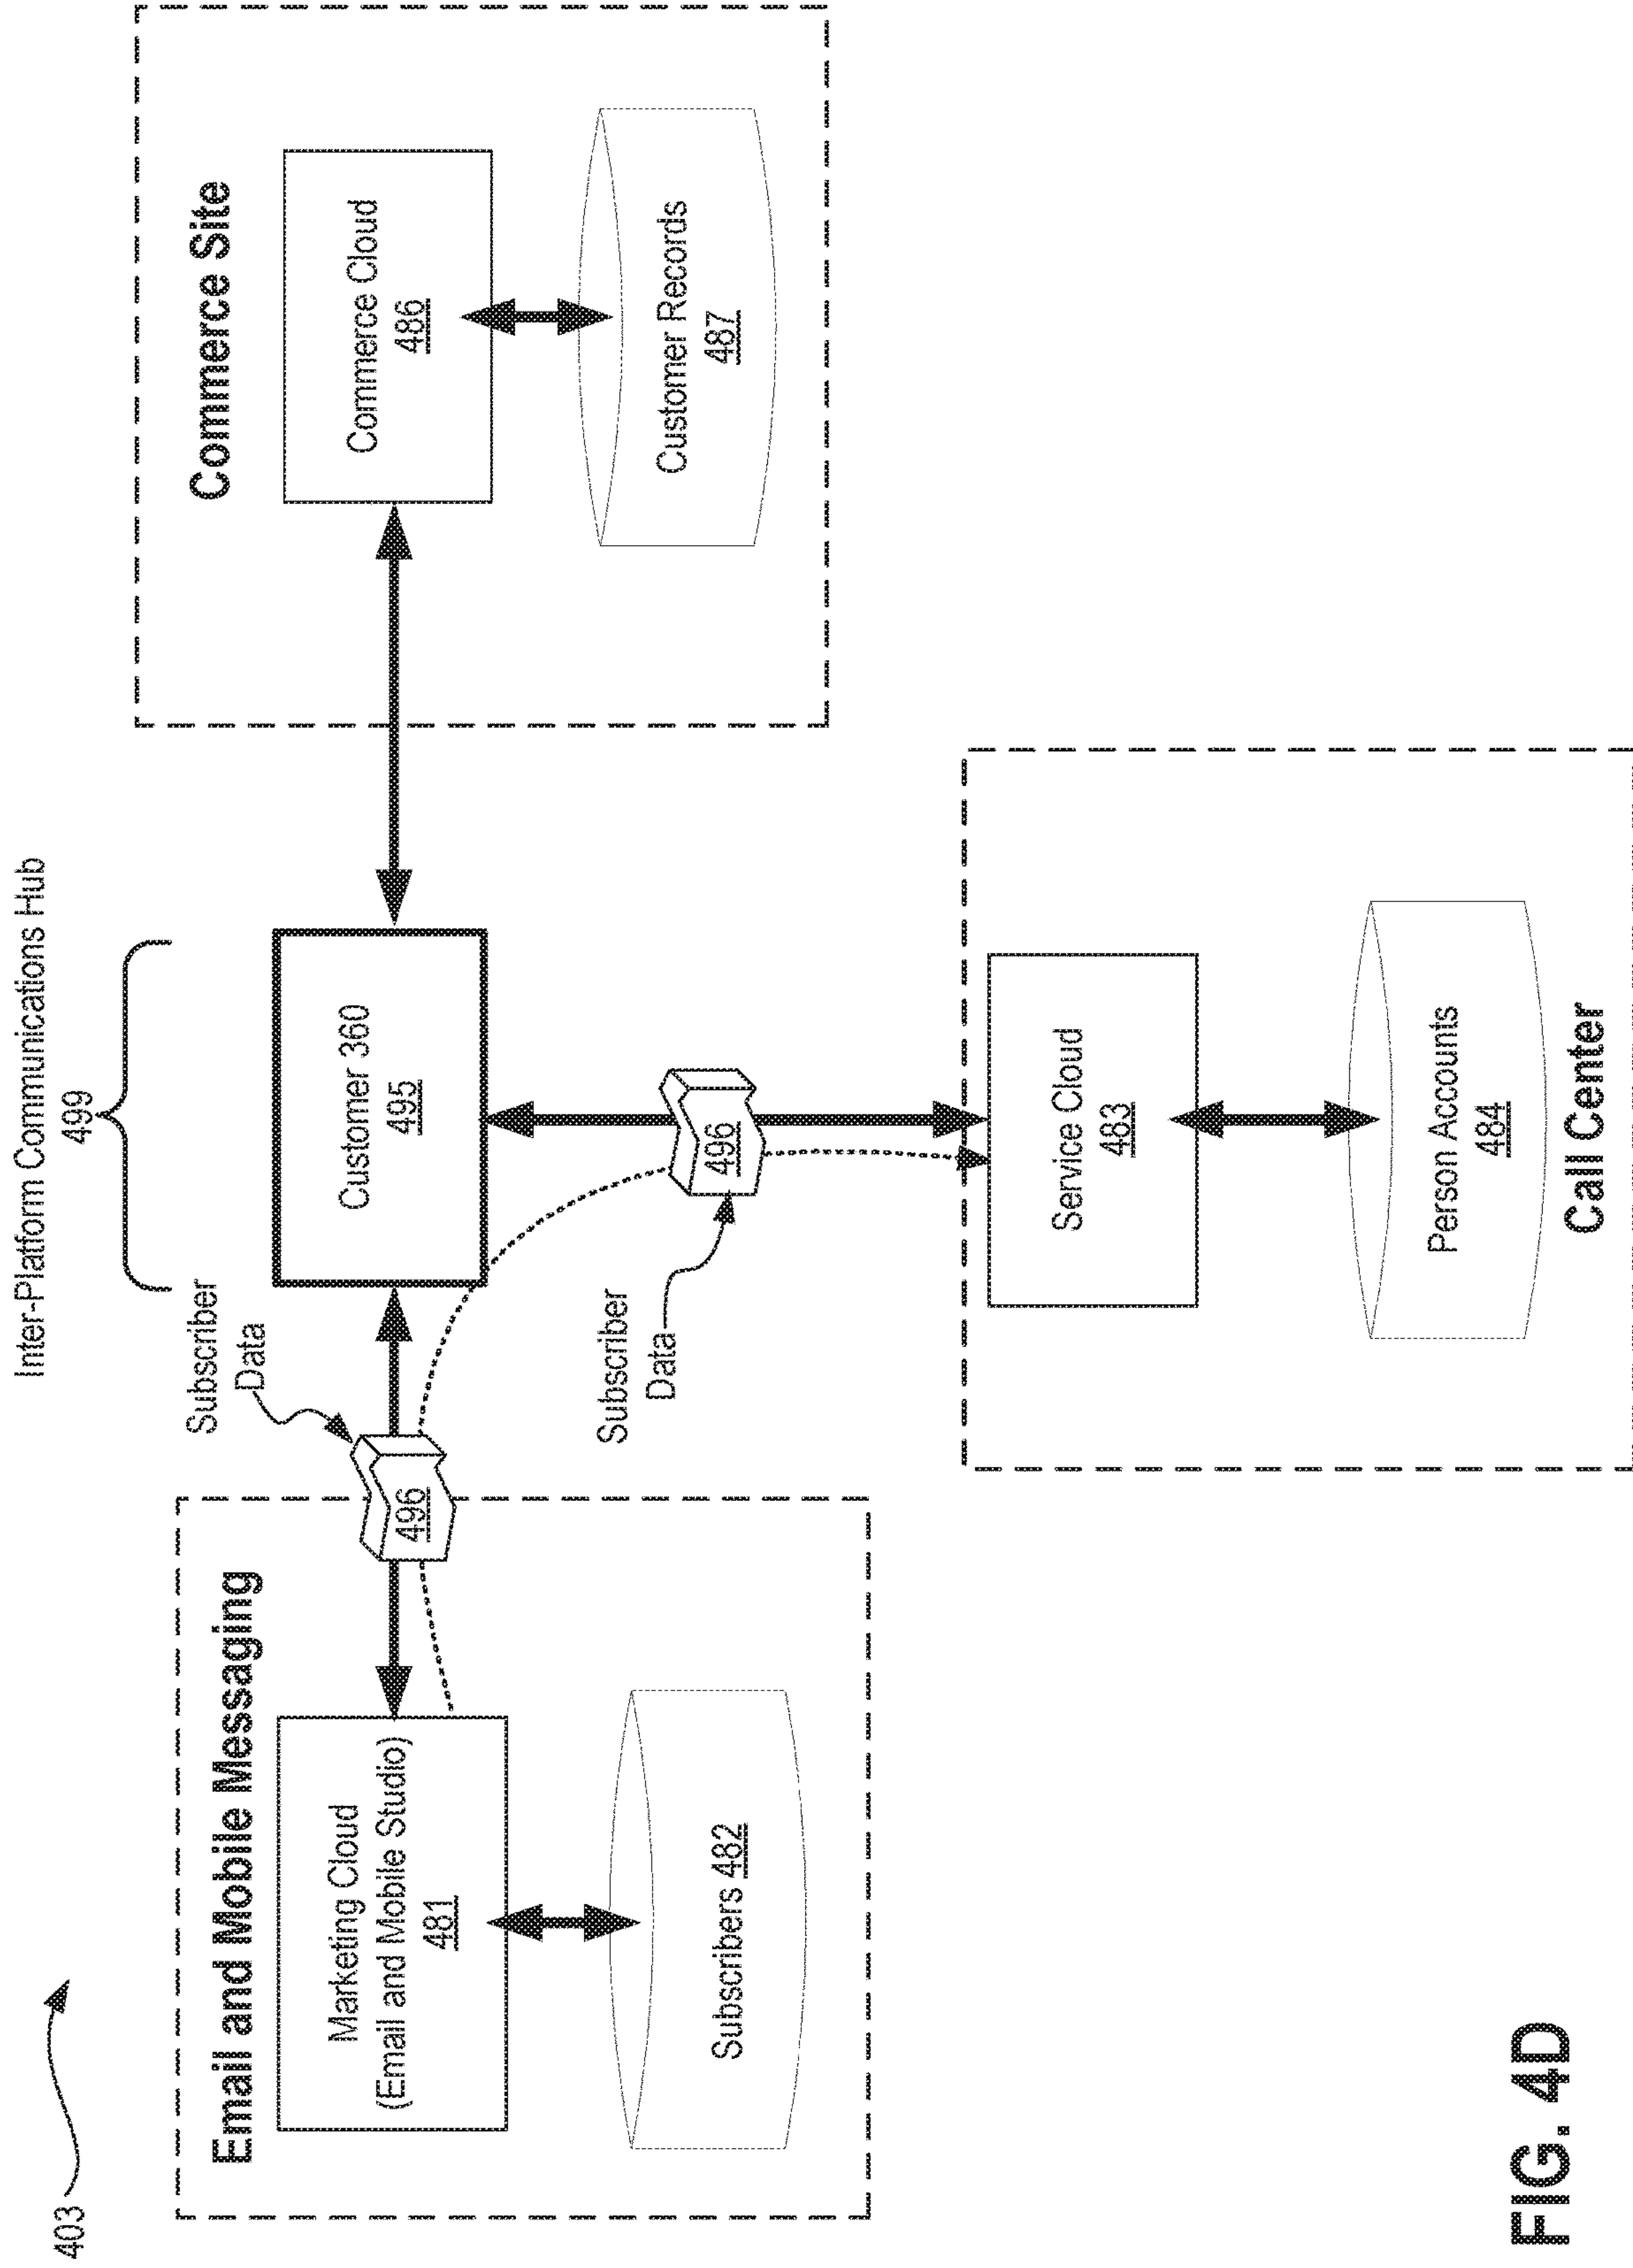 403
Inter-Platform Communications Hub
499
Email and Mobile Messaging
Marketing Cloud
(Email and Mobile Studio)
481
Subscribers 482
Subscriber
Data
496
Customer 360
495
Commerce Site
Commerce Cloud
486
Customer Records
487
Subscriber
Data
496
Service Cloud
483
Person Accounts
484
Call Center
FIG. 4D